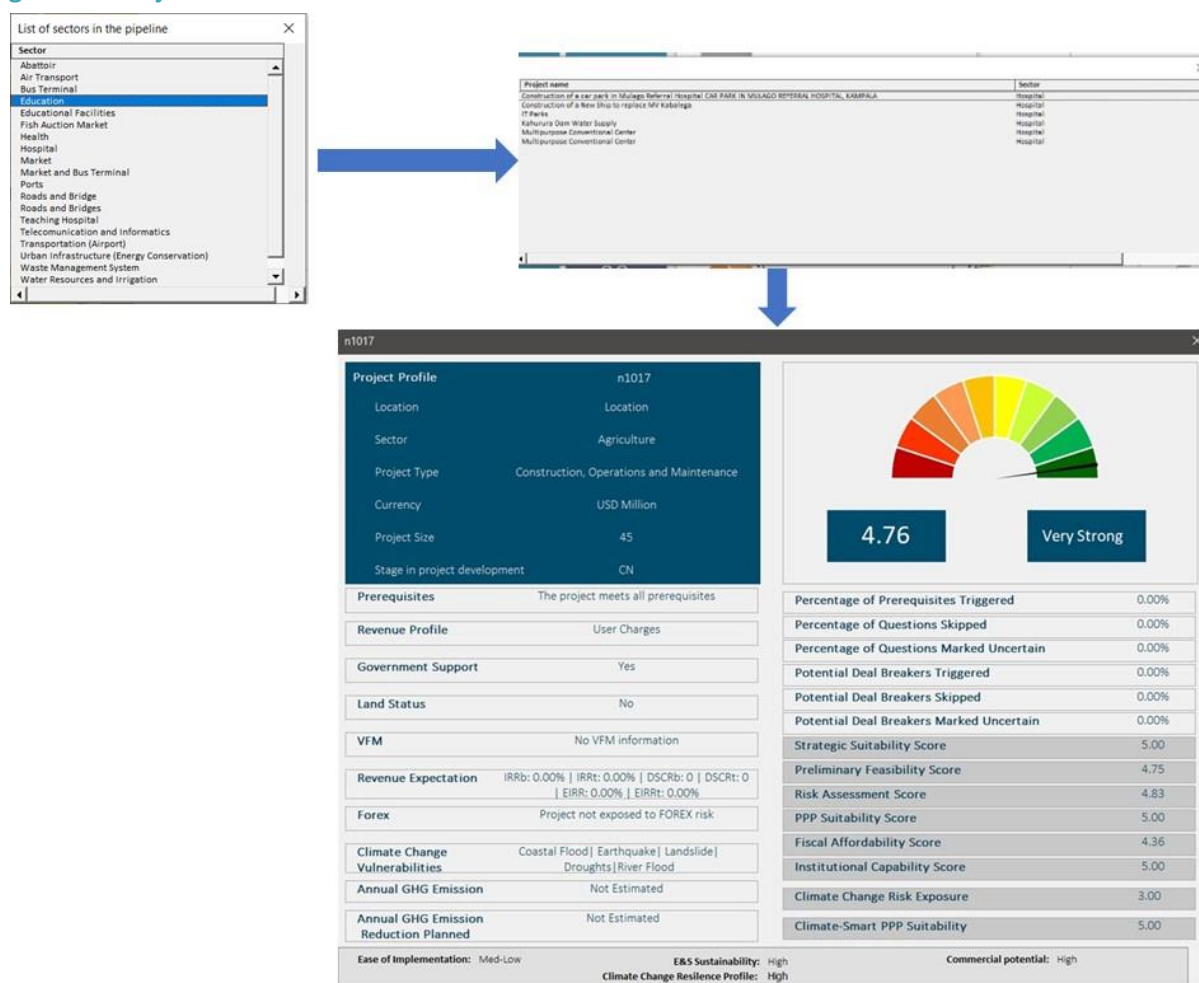 List of sectors in the pipeline
Sector
Abattoir
Air Transport
Bus Terminal
Education
Educational Facilities
Fish Auction Market
Health
Hospital
Market
Market and Bus Terminal
Ports
Roads and Bridge
Roads and Bridges
Teaching Hospital
Telecomunication and Informatics
Transportation (Airport)
Urban Infrastructure (Energy Conservation)
Waste Management System
Water Resources and Irrigation
Project name Sector
Construction of a car park in Mulago Referral Hospital CAR PARK IN MULAGO REFERRAL HOSPITAL, KAMPALA Hospital
Construction of a New Ship to replace MV Kabalega Hospital
IT Parks Hospital
Kahurura Dam Water Supply Hospital
Multipurpose Conventional Center Hospital
Multipurpose Conventional Center Hospital
n1017
Project Profile n1017
Location Location
Sector Agriculture
Project Type Construction, Operations and Maintenance
Currency USD Million
Project Size 45
Stage in project development CN
4.76 Very Strong
Prerequisites The project meets all prerequisites
Revenue Profile User Charges
Government Support Yes
Land Status No
VFM No VFM information
Revenue Expectation IRRb: 0.00% | IRRt: 0.00% | DSCRb: 0 | DSCRt: 0
| EIRR: 0.00% | EIRRt: 0.00%
Forex Project not exposed to FOREX risk
Climate Change Coastal Flood| Earthquake| Landslide|
Vulnerabilities Droughts|River Flood
Annual GHG Emission Not Estimated
Annual GHG Emission Not Estimated
Reduction Planned
Percentage of Prerequisites Triggered 0.00%
Percentage of Questions Skipped 0.00%
Percentage of Questions Marked Uncertain 0.00%
Potential Deal Breakers Triggered 0.00%
Potential Deal Breakers Skipped 0.00%
Potential Deal Breakers Marked Uncertain 0.00%
Strategic Suitability Score 5.00
Preliminary Feasibility Score 4.75
Risk Assessment Score 4.83
PPP Suitability Score 5.00
Fiscal Affordability Score 4.36
Institutional Capability Score 5.00
Climate Change Risk Exposure 3.00
Climate-Smart PPP Suitability 5.00
Ease of Implementation: Med-Low E&S Sustainability: High Commercial potential: High
Climate Change Resilence Profile: High